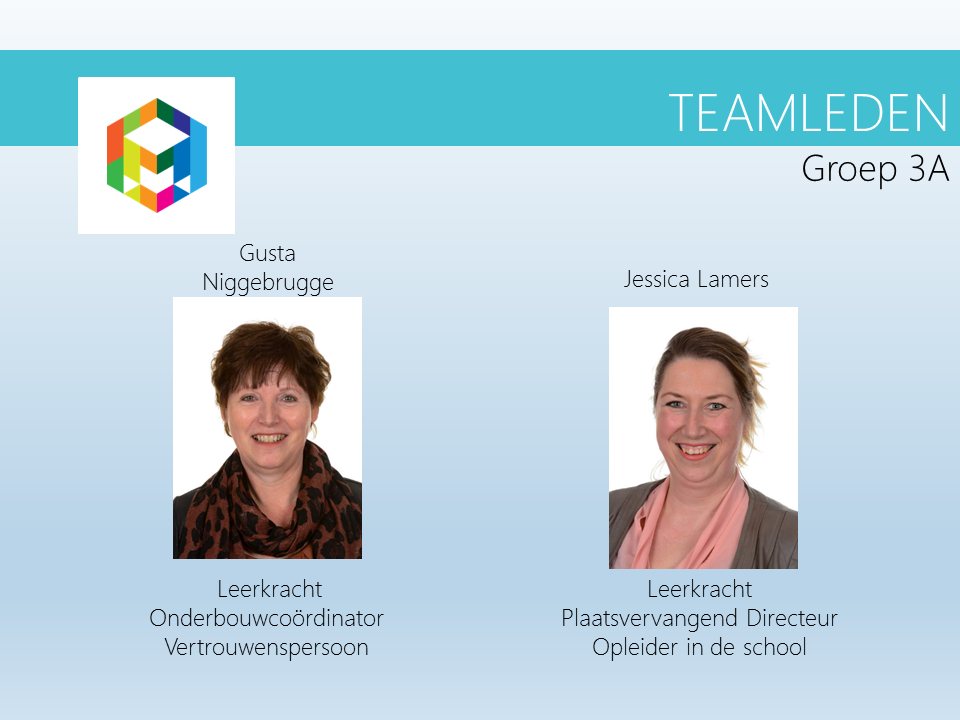 TEAMLEDEN
Groep 3A
Gusta
Niggebrugge
Jessica Lamers
Leerkracht
Onderbouwcoördinator
Vertrouwenspersoon
Leerkracht
Plaatsvervangend Directeur
Opleider in de school